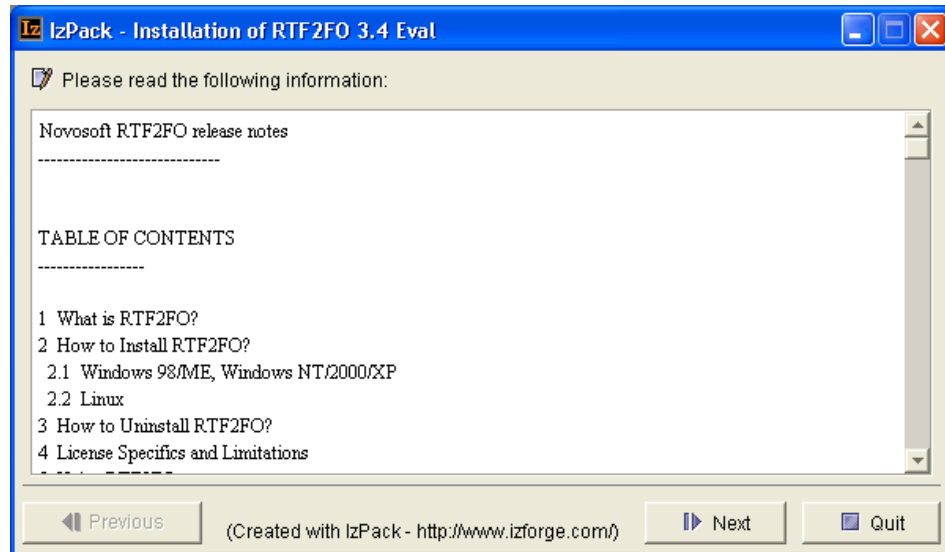 IzPack - Installation of RTF2FO 3.4 Eval
Please read the following information:
Novosoft RTF2FO release notes
-----------------------------
TABLE OF CONTENTS
-----------------
1 What is RTF2FO?
2 How to Install RTF2FO?
2.1 Windows 98/ME, Windows NT/2000/XP
2.2 Linux
3 How to Uninstall RTF2FO?
4 License Specifics and Limitations
Previous
(Created with IzPack - http://www.izforge.com/)
Next
Quit